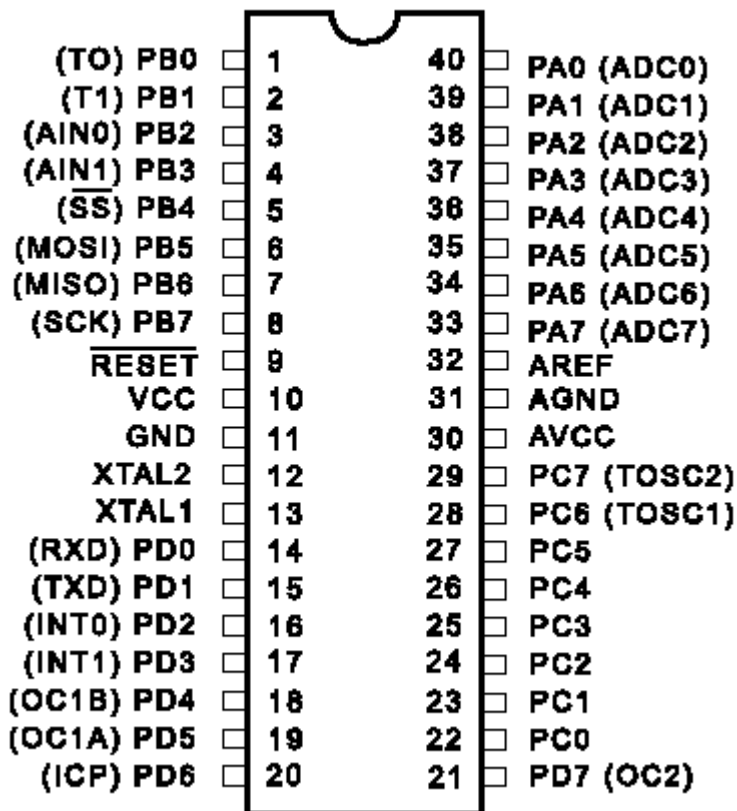 (TO) PB0 1 40 PA0 (ADC0)
(T1) PB1 2 39 PA1 (ADC1)
(AIN0) PB2 3 38 PA2 (ADC2)
(AIN1) PB3 4 37 PA3 (ADC3)
(SS) PB4 5 36 PA4 (ADC4)
(MOSI) PB5 6 35 PA5 (ADC5)
(MISO) PB6 7 34 PA6 (ADC6)
(SCK) PB7 8 33 PA7 (ADC7)
RESET 9 32 AREF
VCC 10 31 AGND
GND 11 30 AVCC
XTAL2 12 29 PC7 (TOSC2)
XTAL1 13 28 PC6 (TOSC1)
(RXD) PD0 14 27 PC5
(TXD) PD1 15 26 PC4
(INT0) PD2 16 25 PC3
(INT1) PD3 17 24 PC2
(OC1B) PD4 18 23 PC1
(OC1A) PD5 19 22 PC0
(ICP) PD6 20 21 PD7 (OC2)